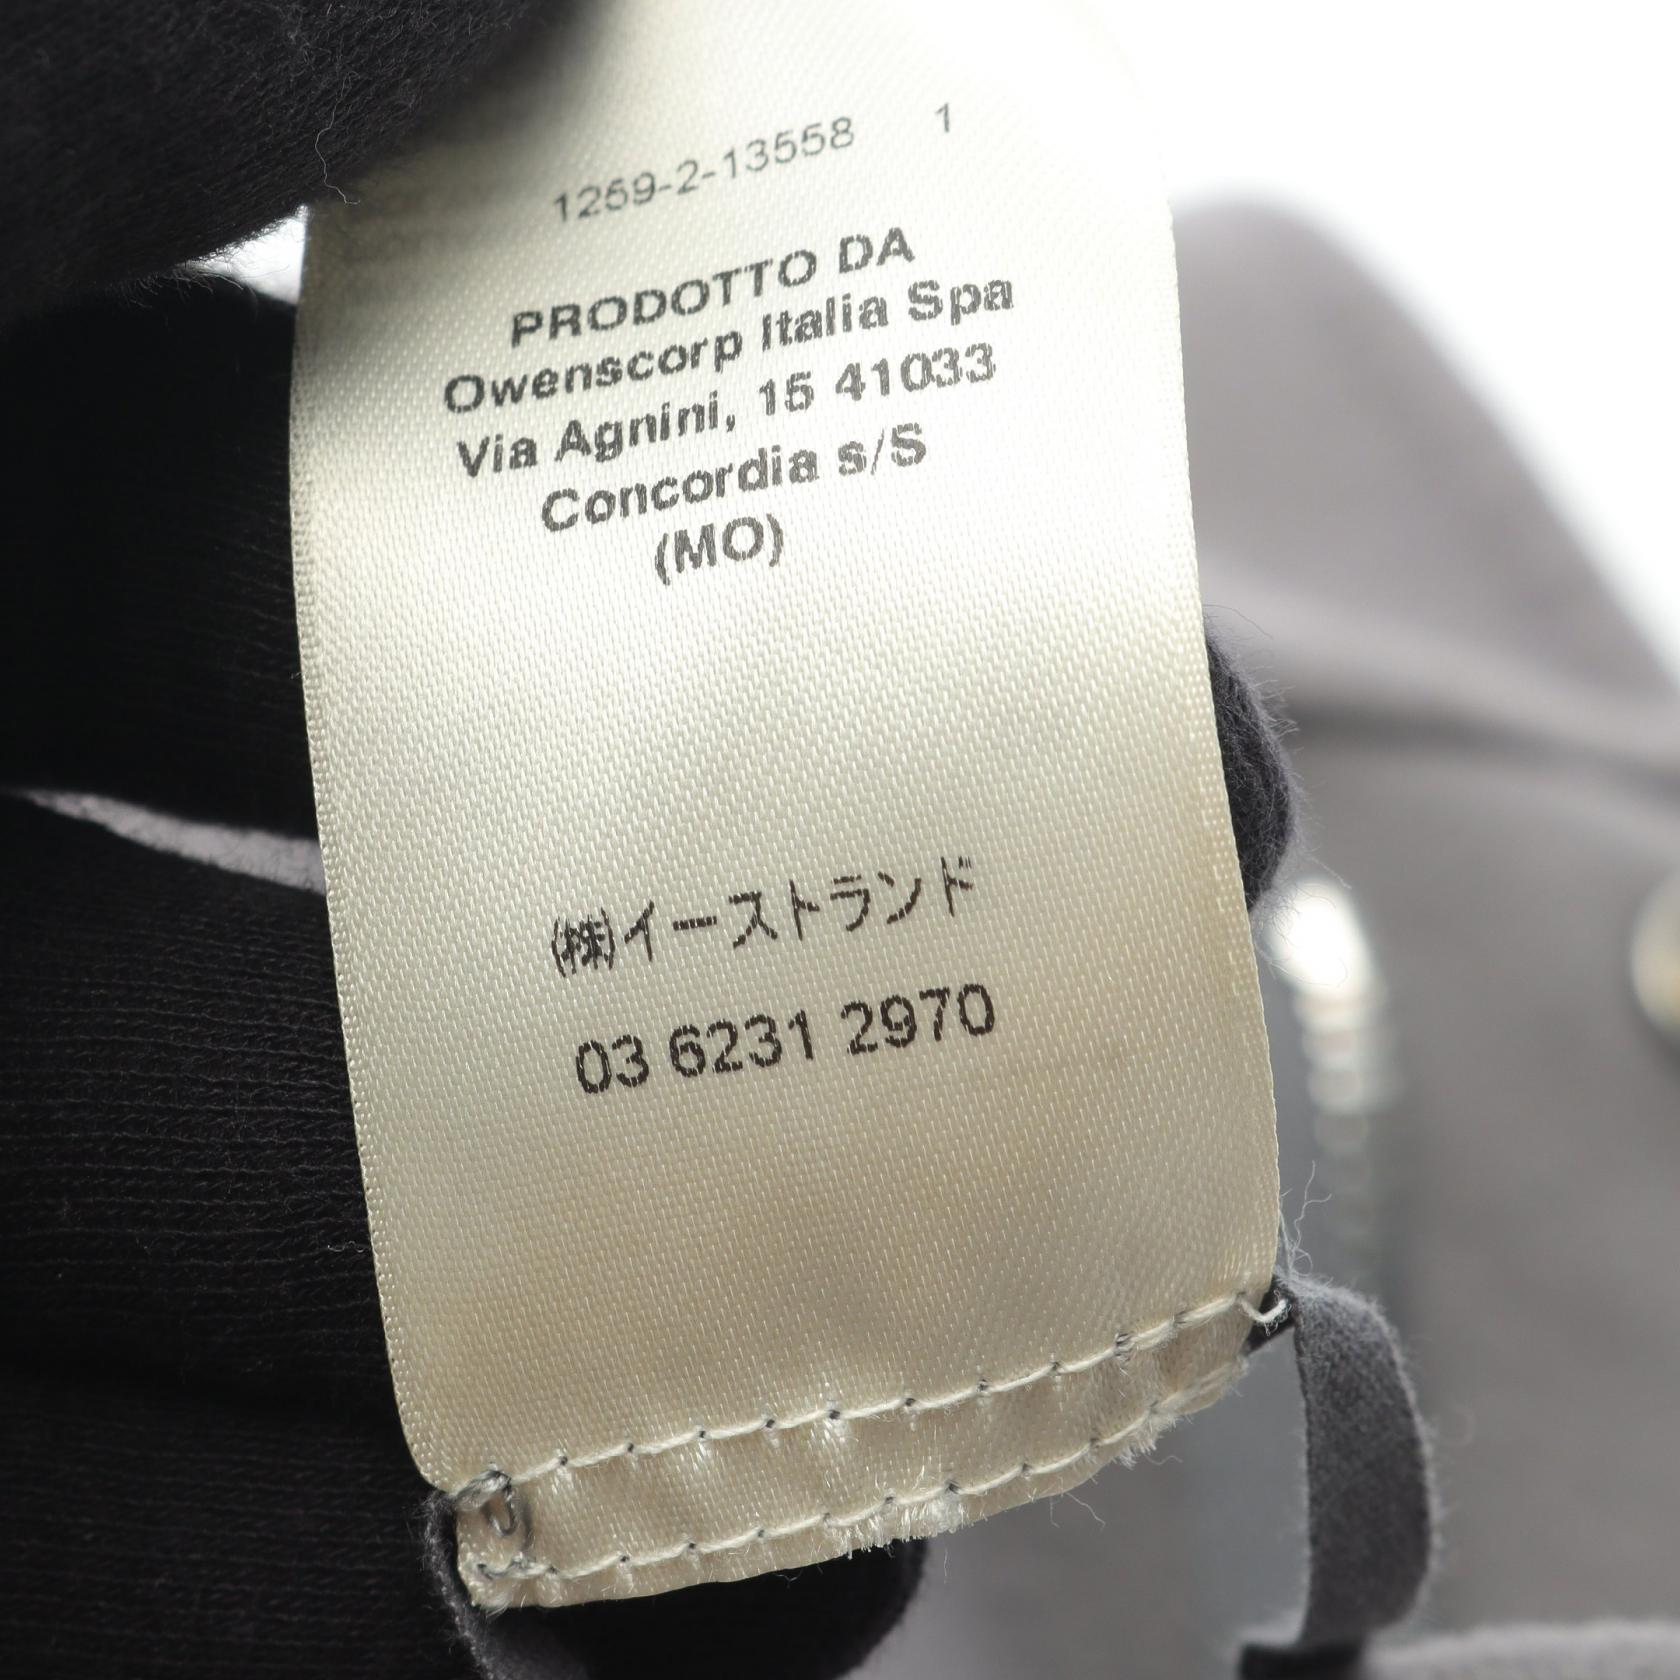 1259-2-13558 1
PRODOTTO DA
Owenscorp Italia Spa
Via Agnini, 15 41033
Concordia s/S
(MO)
(株)イーストランド
03 6231 2970